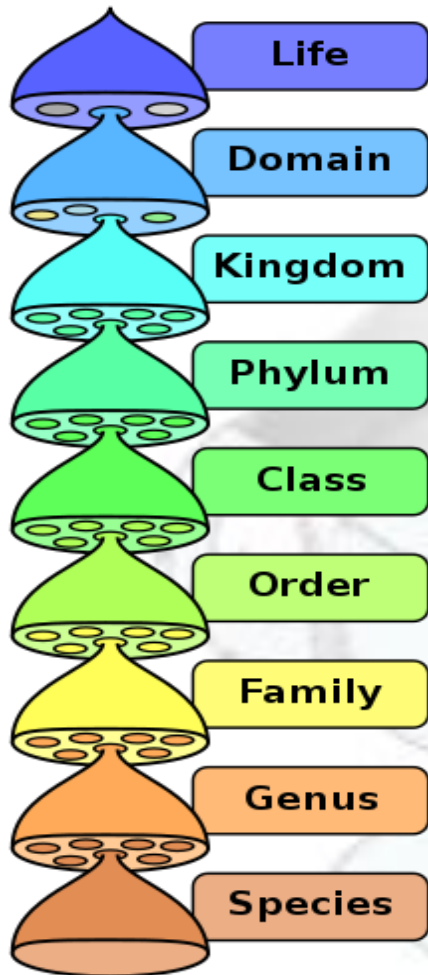 Life
Domain
Kingdom
Phylum
Class
Order
Family
Genus
Species